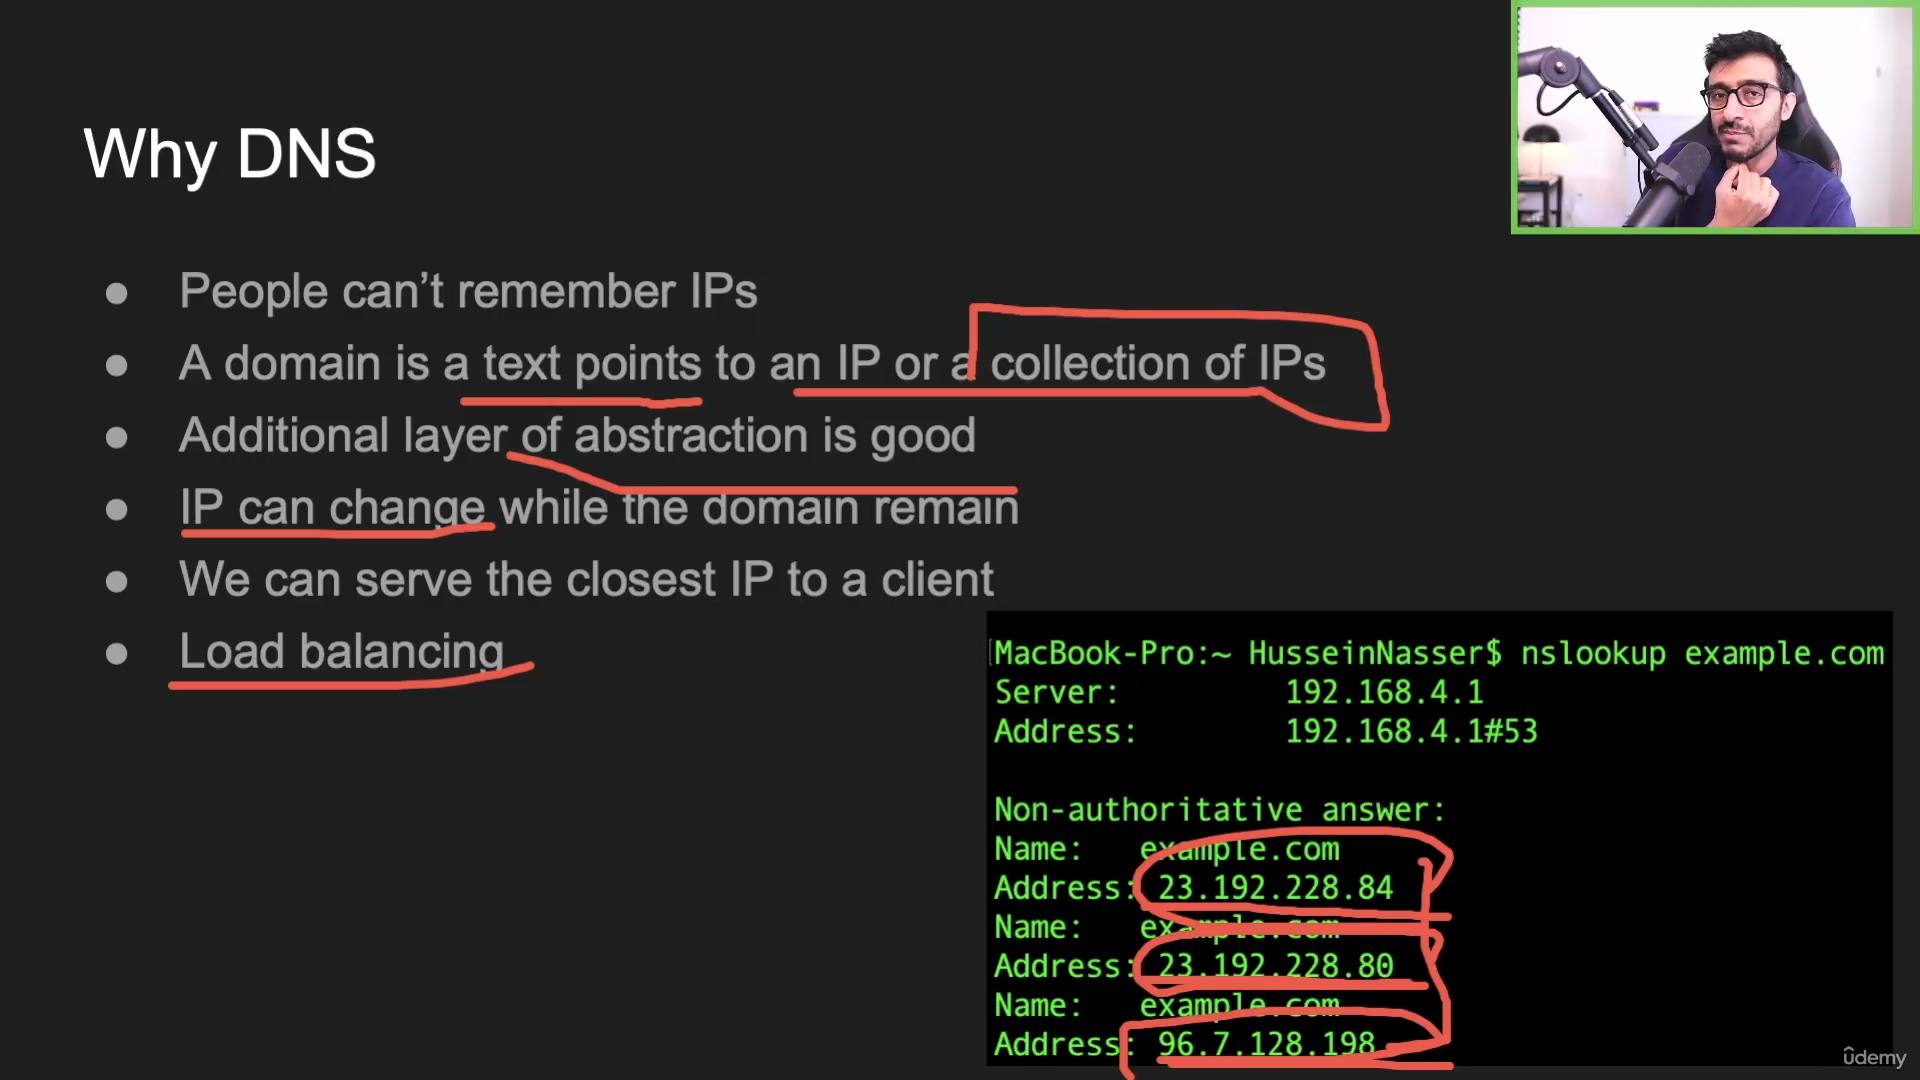 Why DNS
● People can’t remember IPs
● A domain is a text points to an IP or a collection of IPs
● Additional layer of abstraction is good
● IP can change while the domain remain
● We can serve the closest IP to a client
● Load balancing
[MacBook-Pro:~ HusseinNasser$ nslookup example.com
Server: 192.168.4.1
Address: 192.168.4.1#53
Non-authoritative answer:
Name: example.com
Address: 23.192.228.84
Name: example.com
Address: 23.192.228.80
Name: example.com
Address: 96.7.128.198
ûdemy